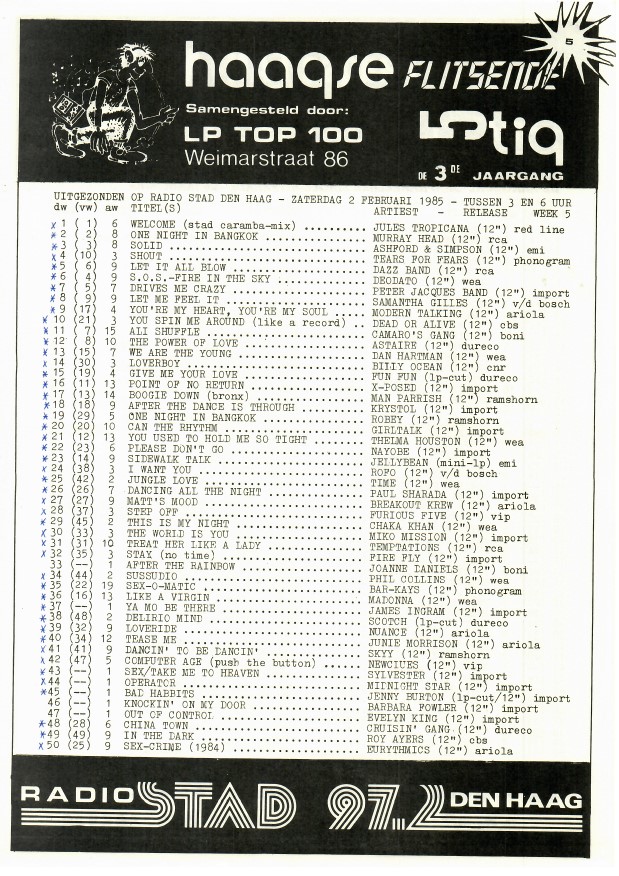 5
haagse FLITSENDE
Samengesteld door:
LP TOP 100
Weimarstraat 86
5Otig
DE 3DE JAARGANG
UITGEZONDEN OP RADIO STAD DEN HAAG - ZATERDAG 2 FEBRUARI 1985 - TUSSEN 3 EN 6 UUR
dw (vw) aw TITEL(S) ARTIEST - RELEASE WEEK 5
x 1 ( 1) 6 WELCOME (stad caramba-mix) .......... JULES TROPICANA (12") red line
* 2 ( 2) 8 ONE NIGHT IN BANGKOK .......... MURRAY HEAD (12") rca
* 3 ( 3) 8 SOLID .......... ASHFORD & SIMPSON (12") emi
x 4 (10) 3 SHOUT .......... TEARS FOR FEARS (12") phonogram
* 5 ( 6) 9 LET IT ALL BLOW .......... DAZZ BAND (12") rca
* 6 ( 4) 9 S.O.S.-FIRE IN THE SKY .......... DEODATO (12") wea
* 7 ( 5) 7 DRIVES ME CRAZY .......... PETER JACQUES BAND (12") import
* 8 ( 9) 9 LET ME FEEL IT .......... SAMANTHA GILLES (12") v/d bosch
* 9 (17) 4 YOU'RE MY HEART, YOU'RE MY SOUL .......... MODERN TALKING (12") ariola
* 10 (21) 3 YOU SPIN ME AROUND (like a record) .. DEAD OR ALIVE (12") cbs
* 11 ( 7) 15 ALI SHUFFLE .......... CAMARO'S GANG (12") boni
* 12 ( 8) 10 THE POWER OF LOVE .......... ASTAIRE (12") dureco
* 13 (15) 7 WE ARE THE YOUNG .......... DAN HARTMAN (12") wea
x 14 (30) 3 LOVERBOY .......... BILLY OCEAN (12") cnr
* 15 (19) 4 GIVE ME YOUR LOVE .......... FUN FUN (lp-cut) dureco
* 16 (11) 13 POINT OF NO RETURN .......... X-POSED (12") import
* 17 (13) 14 BOOGIE DOWN (bronx) .......... MAN PARRISH (12") ramshorn
* 18 (18) 9 AFTER THE DANCE IS THROUGH .......... KRYSTOL (12") import
* 19 (29) 5 ONE NIGHT IN BANGKOK .......... ROBEY (12") ramshorn
* 20 (20) 10 CAN THE RHYTHM .......... GIRLTALK (12") import
* 21 (12) 13 YOU USED TO HOLD ME SO TIGHT .......... THELMA HOUSTON (12") wea
* 22 (23) 6 PLEASE DON'T GO .......... NAYOBE (12") import
* 23 (14) 9 SIDEWALK TALK .......... JELLYBEAN (mini-lp) emi
x 24 (38) 3 I WANT YOU .......... ROFO (12") v/d bosch
* 25 (42) 2 JUNGLE LOVE .......... TIME (12") wea
* 26 (26) 7 DANCING ALL THE NIGHT .......... PAUL SHARADA (12") import
x 27 (27) 9 MATT'S MOOD .......... BREAKOUT KREW (12") ariola
x 28 (37) 3 STEP OFF .......... FURIOUS FIVE (12") vip
* 29 (45) 2 THIS IS MY NIGHT .......... CHAKA KHAN (12") wea
x 30 (33) 3 THE WORLD IS YOU .......... MIKO MISSION (12") import
* 31 (31) 10 TREAT HER LIKE A LADY .......... TEMPTATIONS (12") rca
x 32 (35) 3 STAY (no time) .......... FIRE FLY (12") import
33 (--) 1 AFTER THE RAINBOW .......... JOANNE DANIELS (12") boni
x 34 (44) 2 SUSSUDIO .......... PHIL COLLINS (12") wea
* 35 (22) 19 SEX-O-MATIC .......... BAR-KAYS (12") phonogram
* 36 (16) 13 LIKE A VIRGIN .......... MADONNA (12") wea
* 37 (--) 1 YA MO BE THERE .......... JAMES INGRAM (12") import
* 38 (48) 2 DELIRIO MIND .......... SCOTCH (lp-cut) dureco
* 39 (32) 9 LOVERIDE .......... NUANCE (12") ariola
* 40 (34) 12 TEASE ME .......... JUNIE MORRISON (12") ariola
x 41 (41) 9 DANCIN' TO BE DANCIN' .......... SKYY (12") ramshorn
x 42 (47) 5 COMPUTER AGE (push the button) .......... NEWCIUES (12") vip
* 43 (--) 1 SEX/TAKE ME TO HEAVEN .......... SYLVESTER (12") import
x 44 (--) 1 OPERATOR .......... MIDNIGHT STAR (12") import
* 45 (--) 1 BAD HABBITS .......... JENNY BURTON (lp-cut/12") import
46 (--) 1 KNOCKIN' ON MY DOOR .......... BARBARA FOWLER (12") import
47 (--) 1 OUT OF CONTROL .......... EVELYN KING (12") import
* 48 (28) 6 CHINA TOWN .......... CRUISIN' GANG (12") dureco
* 49 (49) 9 IN THE DARK .......... ROY AYERS (12") cbs
x 50 (25) 9 SEX-CRIME (1984) .......... EURYTHMICS (12") ariola
RADIO STAD 97.2 DEN HAAG